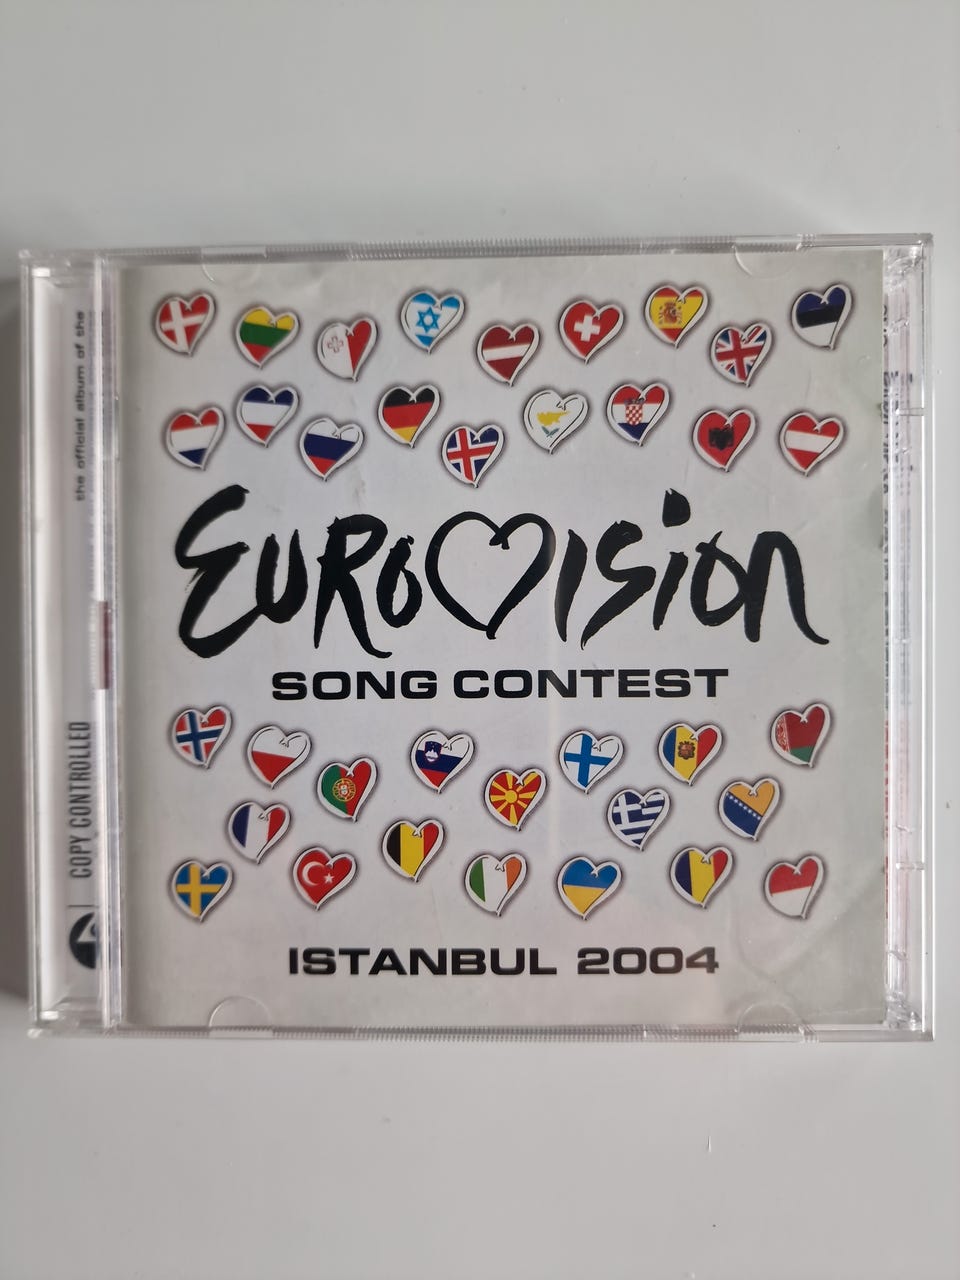 EUROVISION
SONG CONTEST
ISTANBUL 2004
the official album of the
COPY CONTROLLED